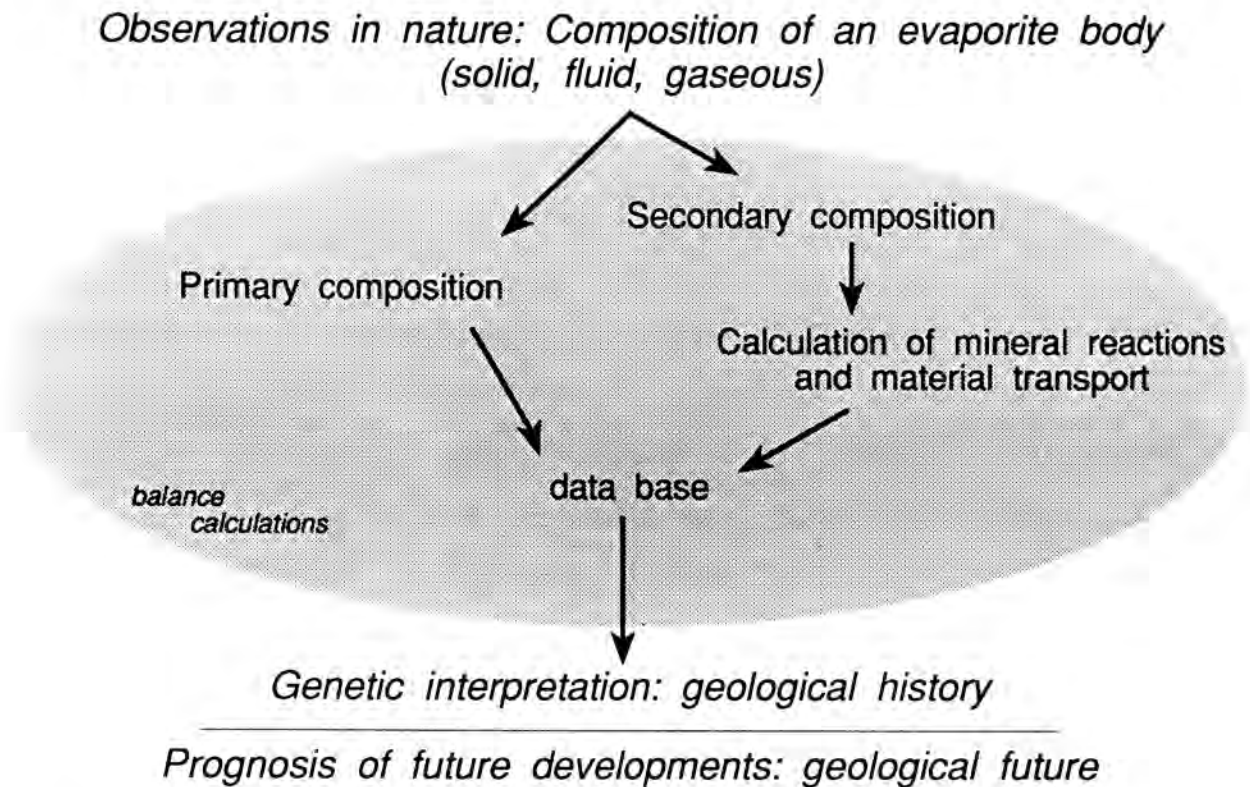 Observations in nature: Composition of an evaporite body
(solid, fluid, gaseous)
Secondary composition
Primary composition
Calculation of mineral reactions
and material transport
data base
balance
calculations
Genetic interpretation: geological history
Prognosis of future developments: geological future